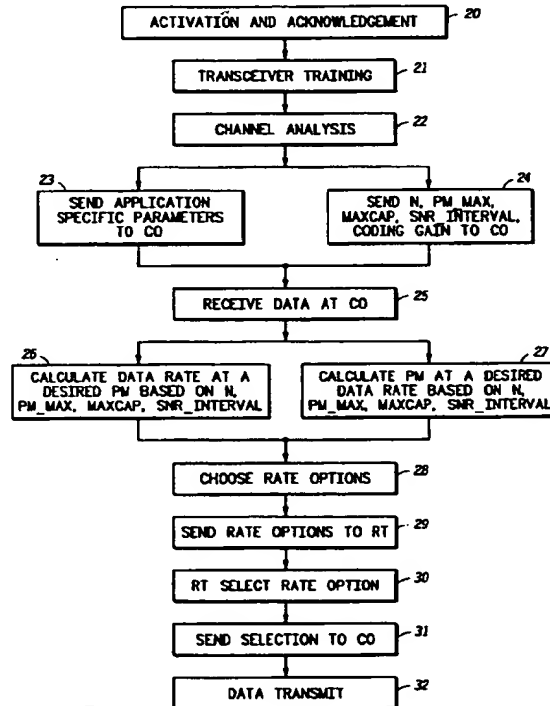 ACTIVATION AND ACKNOWLEDGEMENT
20
TRANSCEIVER TRAINING
21
CHANNEL ANALYSIS
22
23
SEND APPLICATION
SPECIFIC PARAMETERS
TO CO
24
SEND N, PM_MAX,
MAXCAP, SNR_INTERVAL,
CODING GAIN TO CO
RECEIVE DATA AT CO
25
26
CALCULATE DATA RATE AT A
DESIRED PM BASED ON N,
PM_MAX, MAXCAP, SNR_INTERVAL
27
CALCULATE PM AT A DESIRED
DATA RATE BASED ON N,
PM_MAX, MAXCAP, SNR_INTERVAL
CHOOSE RATE OPTIONS
28
SEND RATE OPTIONS TO RT
29
RT SELECT RATE OPTION
30
SEND SELECTION TO CO
31
DATA TRANSMIT
32